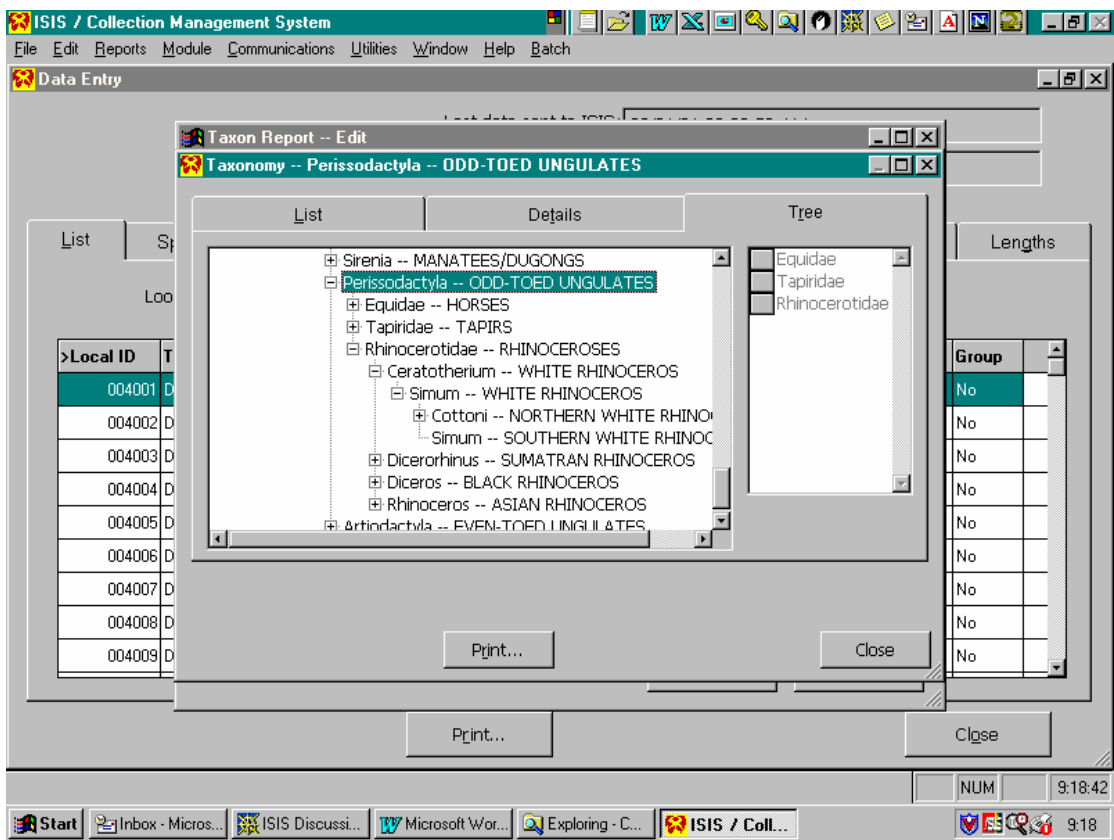 ISIS / Collection Management System
File Edit Reports Module Communications Utilities Window Help Batch
Data Entry
Taxon Report -- Edit
Taxonomy -- Perissodactyla -- ODD-TOED UNGULATES
List Details Tree
List Lengths
Sirenia -- MANATEES/DUGONGS
Perissodactyla -- ODD-TOED UNGULATES
Equidae -- HORSES
Tapiridae -- TAPIRS
Rhinocerotidae -- RHINOCEROSES
Ceratotherium -- WHITE RHINOCEROS
Simum -- WHITE RHINOCEROS
Cottoni -- NORTHERN WHITE RHINO
Simum -- SOUTHERN WHITE RHINOC
Dicerorhinus -- SUMATRAN RHINOCEROS
Diceros -- BLACK RHINOCEROS
Rhinoceros -- ASIAN RHINOCEROS
Artiodactyla -- EVEN-TOED UNGULATES
Equidae
Tapiridae
Rhinocerotidae
Loo
>Local ID T Group
004001 D No
004002 D No
004003 D No
004004 D No
004005 D No
004006 D No
004007 D No
004008 D No
004009 D No
Print... Close
Print... Close
NUM 9:18:42
Start Inbox - Micros... ISIS Discussi... Microsoft Wor... Exploring - C... ISIS / Coll... 9:18